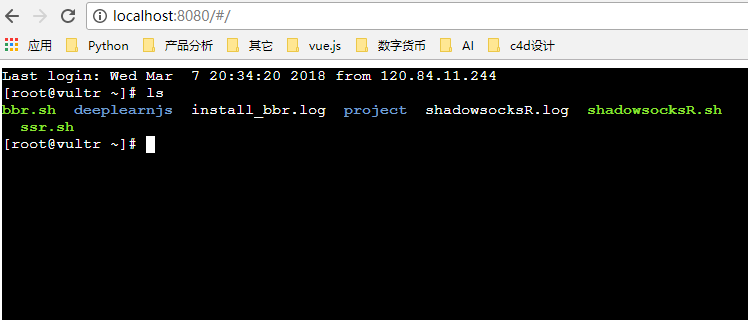 localhost:8080/#/
应用 Python 产品分析 其它 vue.js 数字货币 AI c4d设计
Last login: Wed Mar  7 20:34:20 2018 from 120.84.11.244
[root@vultr ~]# ls
bbr.sh  deeplearnjs  install_bbr.log  project  shadowsocksR.log  shadowsocksR.sh
  ssr.sh
[root@vultr ~]#